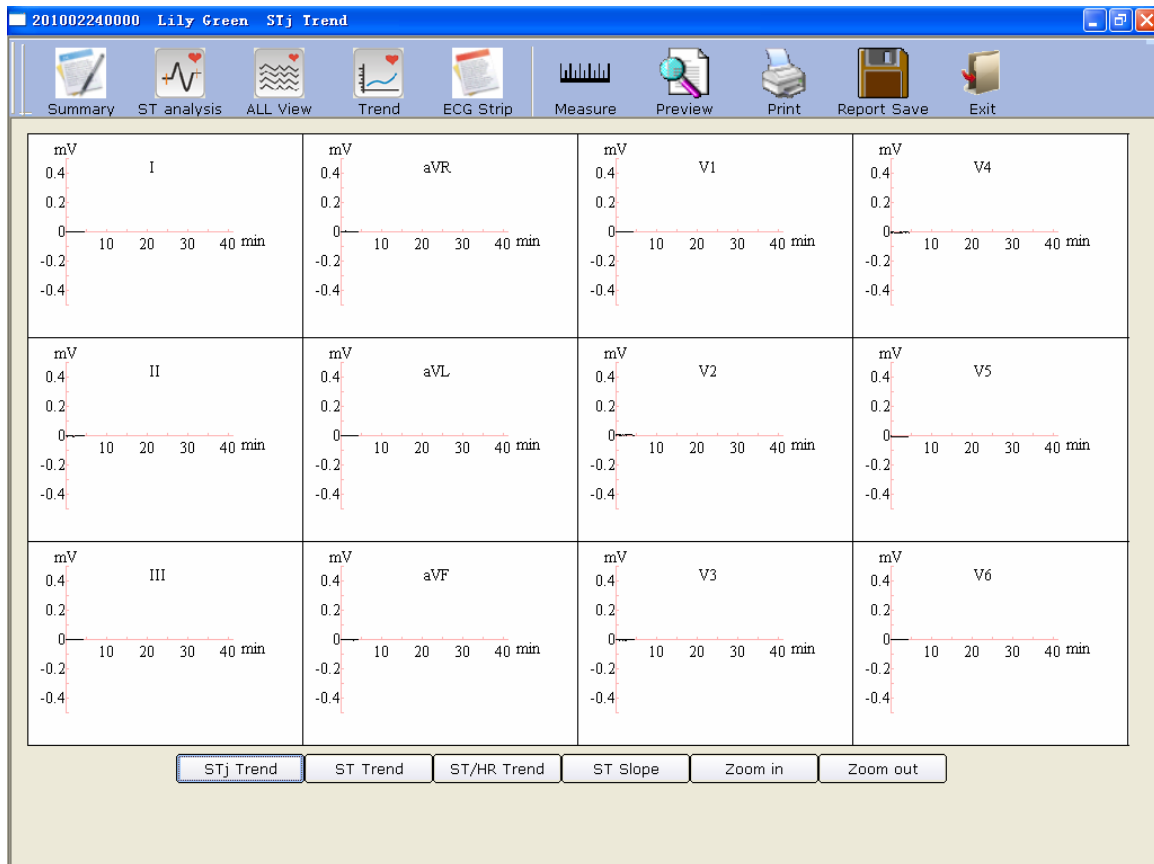 201002240000 Lily Green STj Trend
Summary ST analysis ALL View Trend ECG Strip Measure Preview Print Report Save Exit
mV
I
0.4
0.2
0
10 20 30 40 min
-0.2
-0.4
mV
aVR
0.4
0.2
0
10 20 30 40 min
-0.2
-0.4
mV
V1
0.4
0.2
0
10 20 30 40 min
-0.2
-0.4
mV
V4
0.4
0.2
0
10 20 30 40 min
-0.2
-0.4
mV
II
0.4
0.2
0
10 20 30 40 min
-0.2
-0.4
mV
aVL
0.4
0.2
0
10 20 30 40 min
-0.2
-0.4
mV
V2
0.4
0.2
0
10 20 30 40 min
-0.2
-0.4
mV
V5
0.4
0.2
0
10 20 30 40 min
-0.2
-0.4
mV
III
0.4
0.2
0
10 20 30 40 min
-0.2
-0.4
mV
aVF
0.4
0.2
0
10 20 30 40 min
-0.2
-0.4
mV
V3
0.4
0.2
0
10 20 30 40 min
-0.2
-0.4
mV
V6
0.4
0.2
0
10 20 30 40 min
-0.2
-0.4
STj Trend ST Trend ST/HR Trend ST Slope Zoom in Zoom out